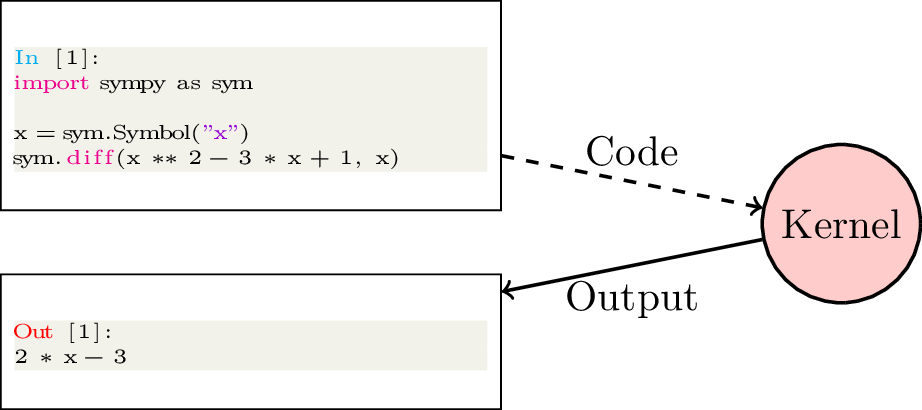 In [1]:
import sympy as sym
x = sym.Symbol("x")
sym.diff(x ** 2 - 3 * x + 1, x)
Code
Kernel
Output
Out [1]:
2 * x - 3